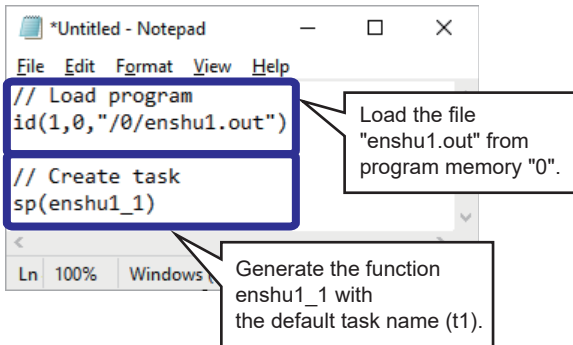 *Untitled - Notepad
File Edit Format View Help
// Load program
id(1,0,"/0/enshu1.out")
Load the file
"enshu1.out" from
program memory "0".
// Create task
sp(enshu1_1)
Ln 100% Windows
Generate the function
enshu1_1 with
the default task name (t1).